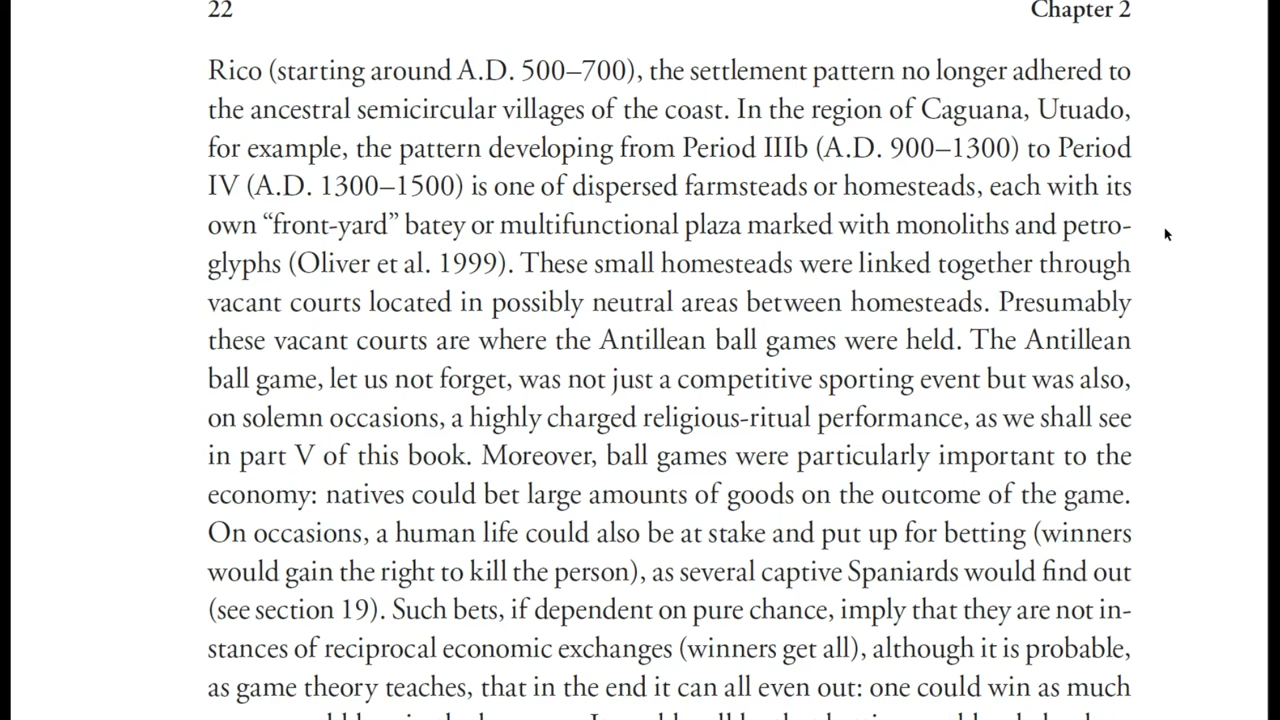 22 Chapter 2
Rico (starting around A.D. 500–700), the settlement pattern no longer adhered to
the ancestral semicircular villages of the coast. In the region of Caguana, Utuado,
for example, the pattern developing from Period IIIb (A.D. 900–1300) to Period
IV (A.D. 1300–1500) is one of dispersed farmsteads or homesteads, each with its
own “front-yard” batey or multifunctional plaza marked with monoliths and petro-
glyphs (Oliver et al. 1999). These small homesteads were linked together through
vacant courts located in possibly neutral areas between homesteads. Presumably
these vacant courts are where the Antillean ball games were held. The Antillean
ball game, let us not forget, was not just a competitive sporting event but was also,
on solemn occasions, a highly charged religious-ritual performance, as we shall see
in part V of this book. Moreover, ball games were particularly important to the
economy: natives could bet large amounts of goods on the outcome of the game.
On occasions, a human life could also be at stake and put up for betting (winners
would gain the right to kill the person), as several captive Spaniards would find out
(see section 19). Such bets, if dependent on pure chance, imply that they are not in-
stances of reciprocal economic exchanges (winners get all), although it is probable,
as game theory teaches, that in the end it can all even out: one could win as much